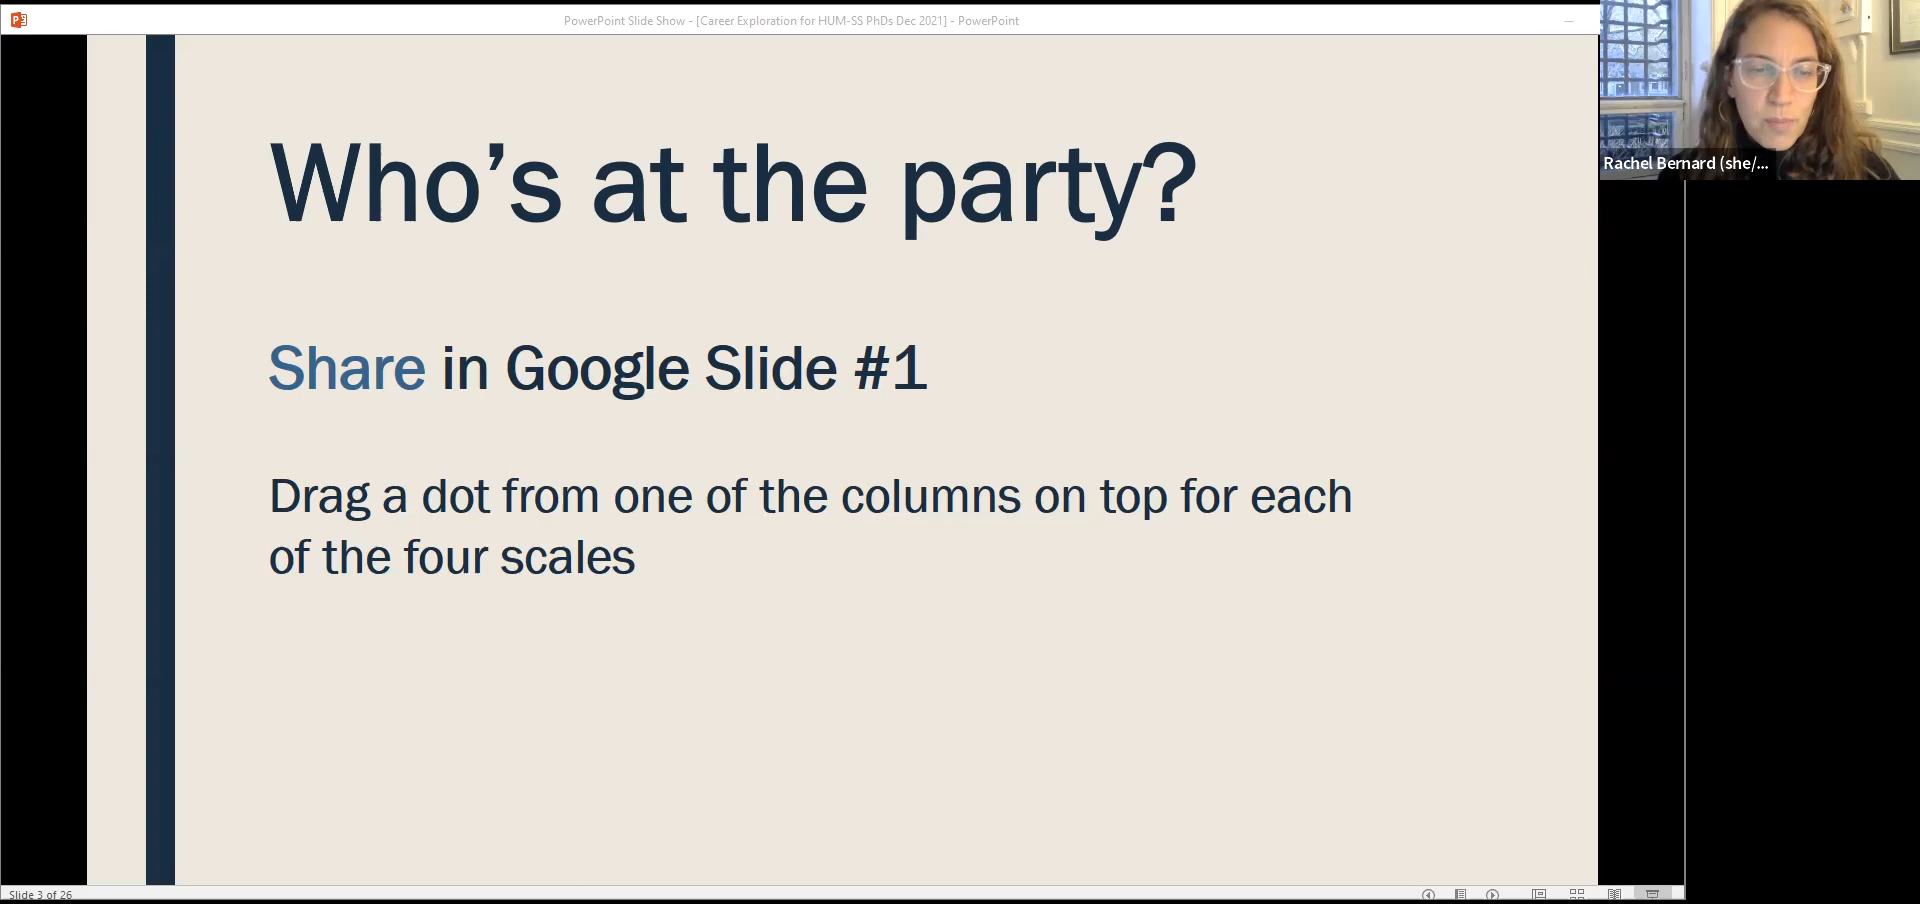 PowerPoint Slide Show - [Career Exploration for HUM-SS PhDs Dec 2021] - PowerPoint
Who’s at the party?
Share in Google Slide #1
Drag a dot from one of the columns on top for each
of the four scales
Rachel Bernard (she/...
Slide 3 of 26